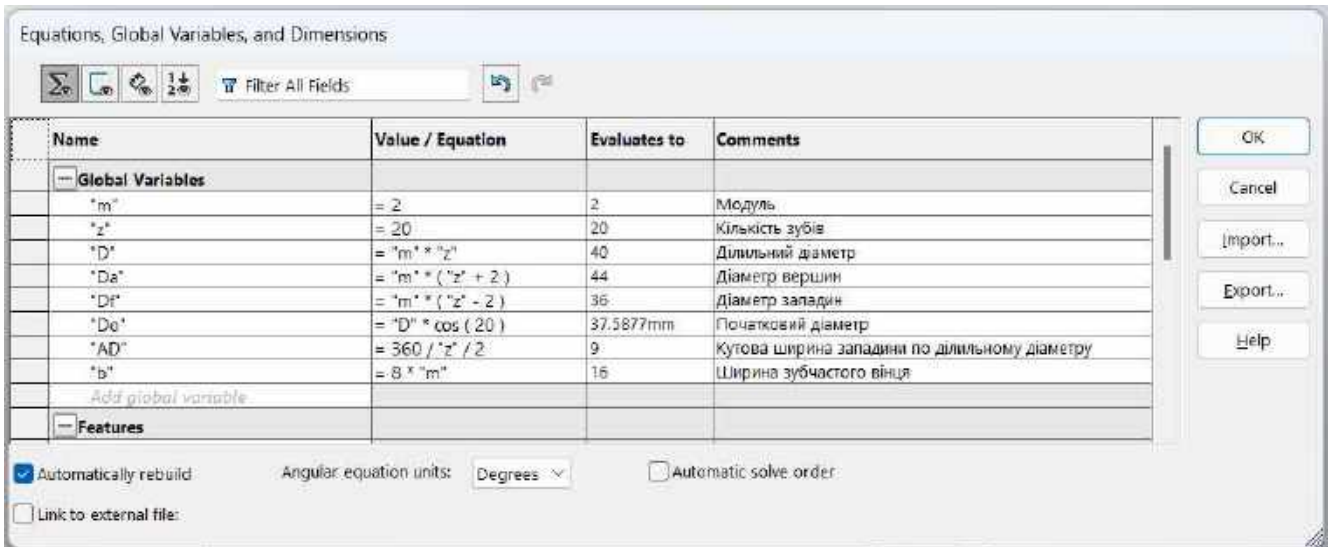 Equations, Global Variables, and Dimensions
Filter All Fields
Name Value / Equation Evaluates to Comments
Global Variables
"m" = 2 2 Модуль
"z" = 20 20 Кількість зубів
"D" = "m" * "z" 40 Ділильний діаметр
"Da" = "m" * ( "z" + 2 ) 44 Діаметр вершин
"Df" = "m" * ( "z" - 2 ) 36 Діаметр западин
"Do" = "D" * cos ( 20 ) 37.5877mm Початковий діаметр
"AD" = 360 / "z" / 2 9 Кутова ширина западини по ділильному діаметру
"b" = 8 * "m" 16 Ширина зубчастого вінця
Add global variable
Features
OK
Cancel
Import...
Export...
Help
Automatically rebuild Angular equation units: Degrees Automatic solve order
Link to external file: